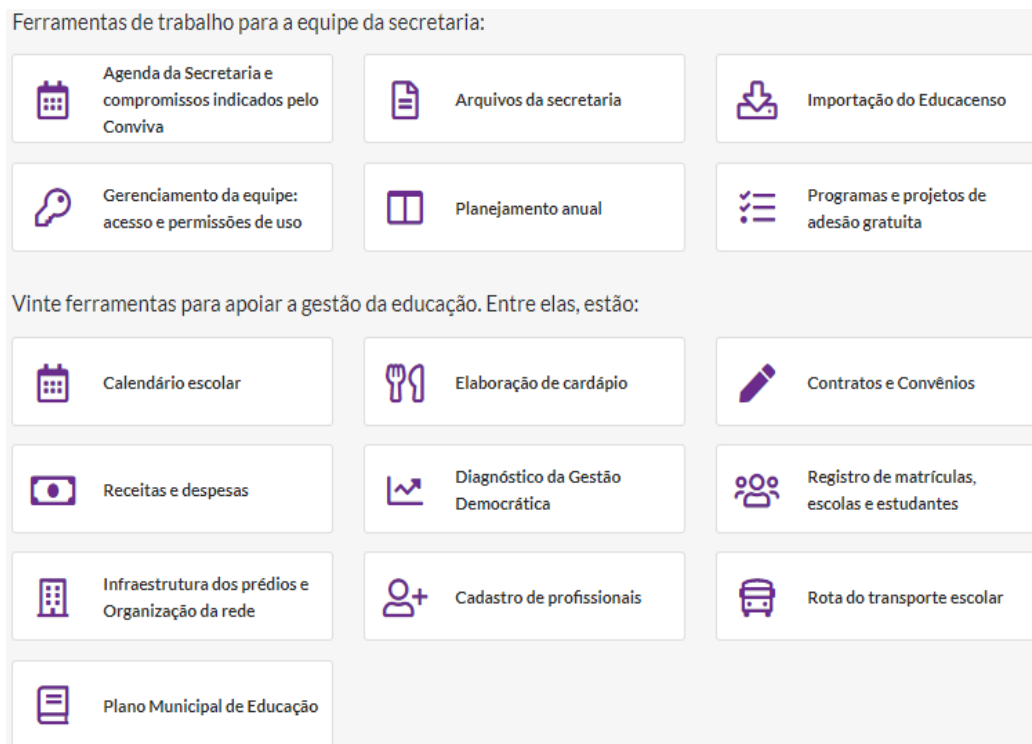 Ferramentas de trabalho para a equipe da secretaria:
Agenda da Secretaria e
compromissos indicados pelo
Conviva
Arquivos da secretaria
Importação do Educacenso
Gerenciamento da equipe:
acesso e permissões de uso
Planejamento anual
Programas e projetos de
adesão gratuita
Vinte ferramentas para apoiar a gestão da educação. Entre elas, estão:
Calendário escolar
Elaboração de cardápio
Contratos e Convênios
Receitas e despesas
Diagnóstico da Gestão
Democrática
Registro de matrículas,
escolas e estudantes
Infraestrutura dos prédios e
Organização da rede
Cadastro de profissionais
Rota do transporte escolar
Plano Municipal de Educação